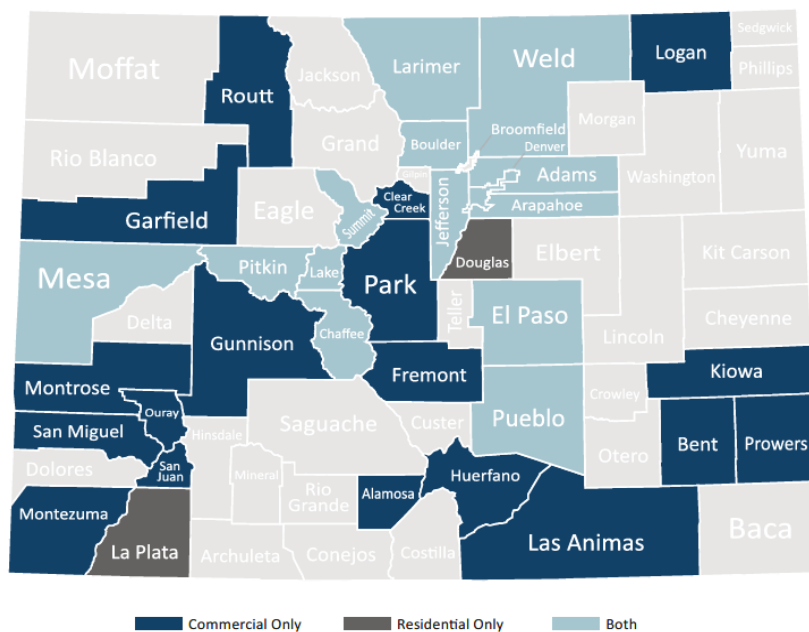 Sedgwick
Logan
Moffat
Larimer
Weld
Jackson
Phillips
Routt
Morgan
Grand
Boulder
Broomfield
Denver
Rio Blanco
Yuma
Gilpin
Adams
Washington
Clear
Creek
Jefferson
Arapahoe
Garfield
Eagle
Summit
Elbert
Kit Carson
Douglas
Pitkin
Lake
Mesa
Park
Teller
El Paso
Cheyenne
Delta
Chaffee
Lincoln
Gunnison
Kiowa
Fremont
Montrose
Crowley
Ouray
Saguache
Custer
Pueblo
San Miguel
Hinsdale
Bent
Prowers
Otero
Dolores
San
Juan
Mineral
Huerfano
Rio
Grande
Alamosa
Montezuma
Baca
Las Animas
La Plata
Archuleta
Conejos
Costilla
Commercial Only
Residential Only
Both